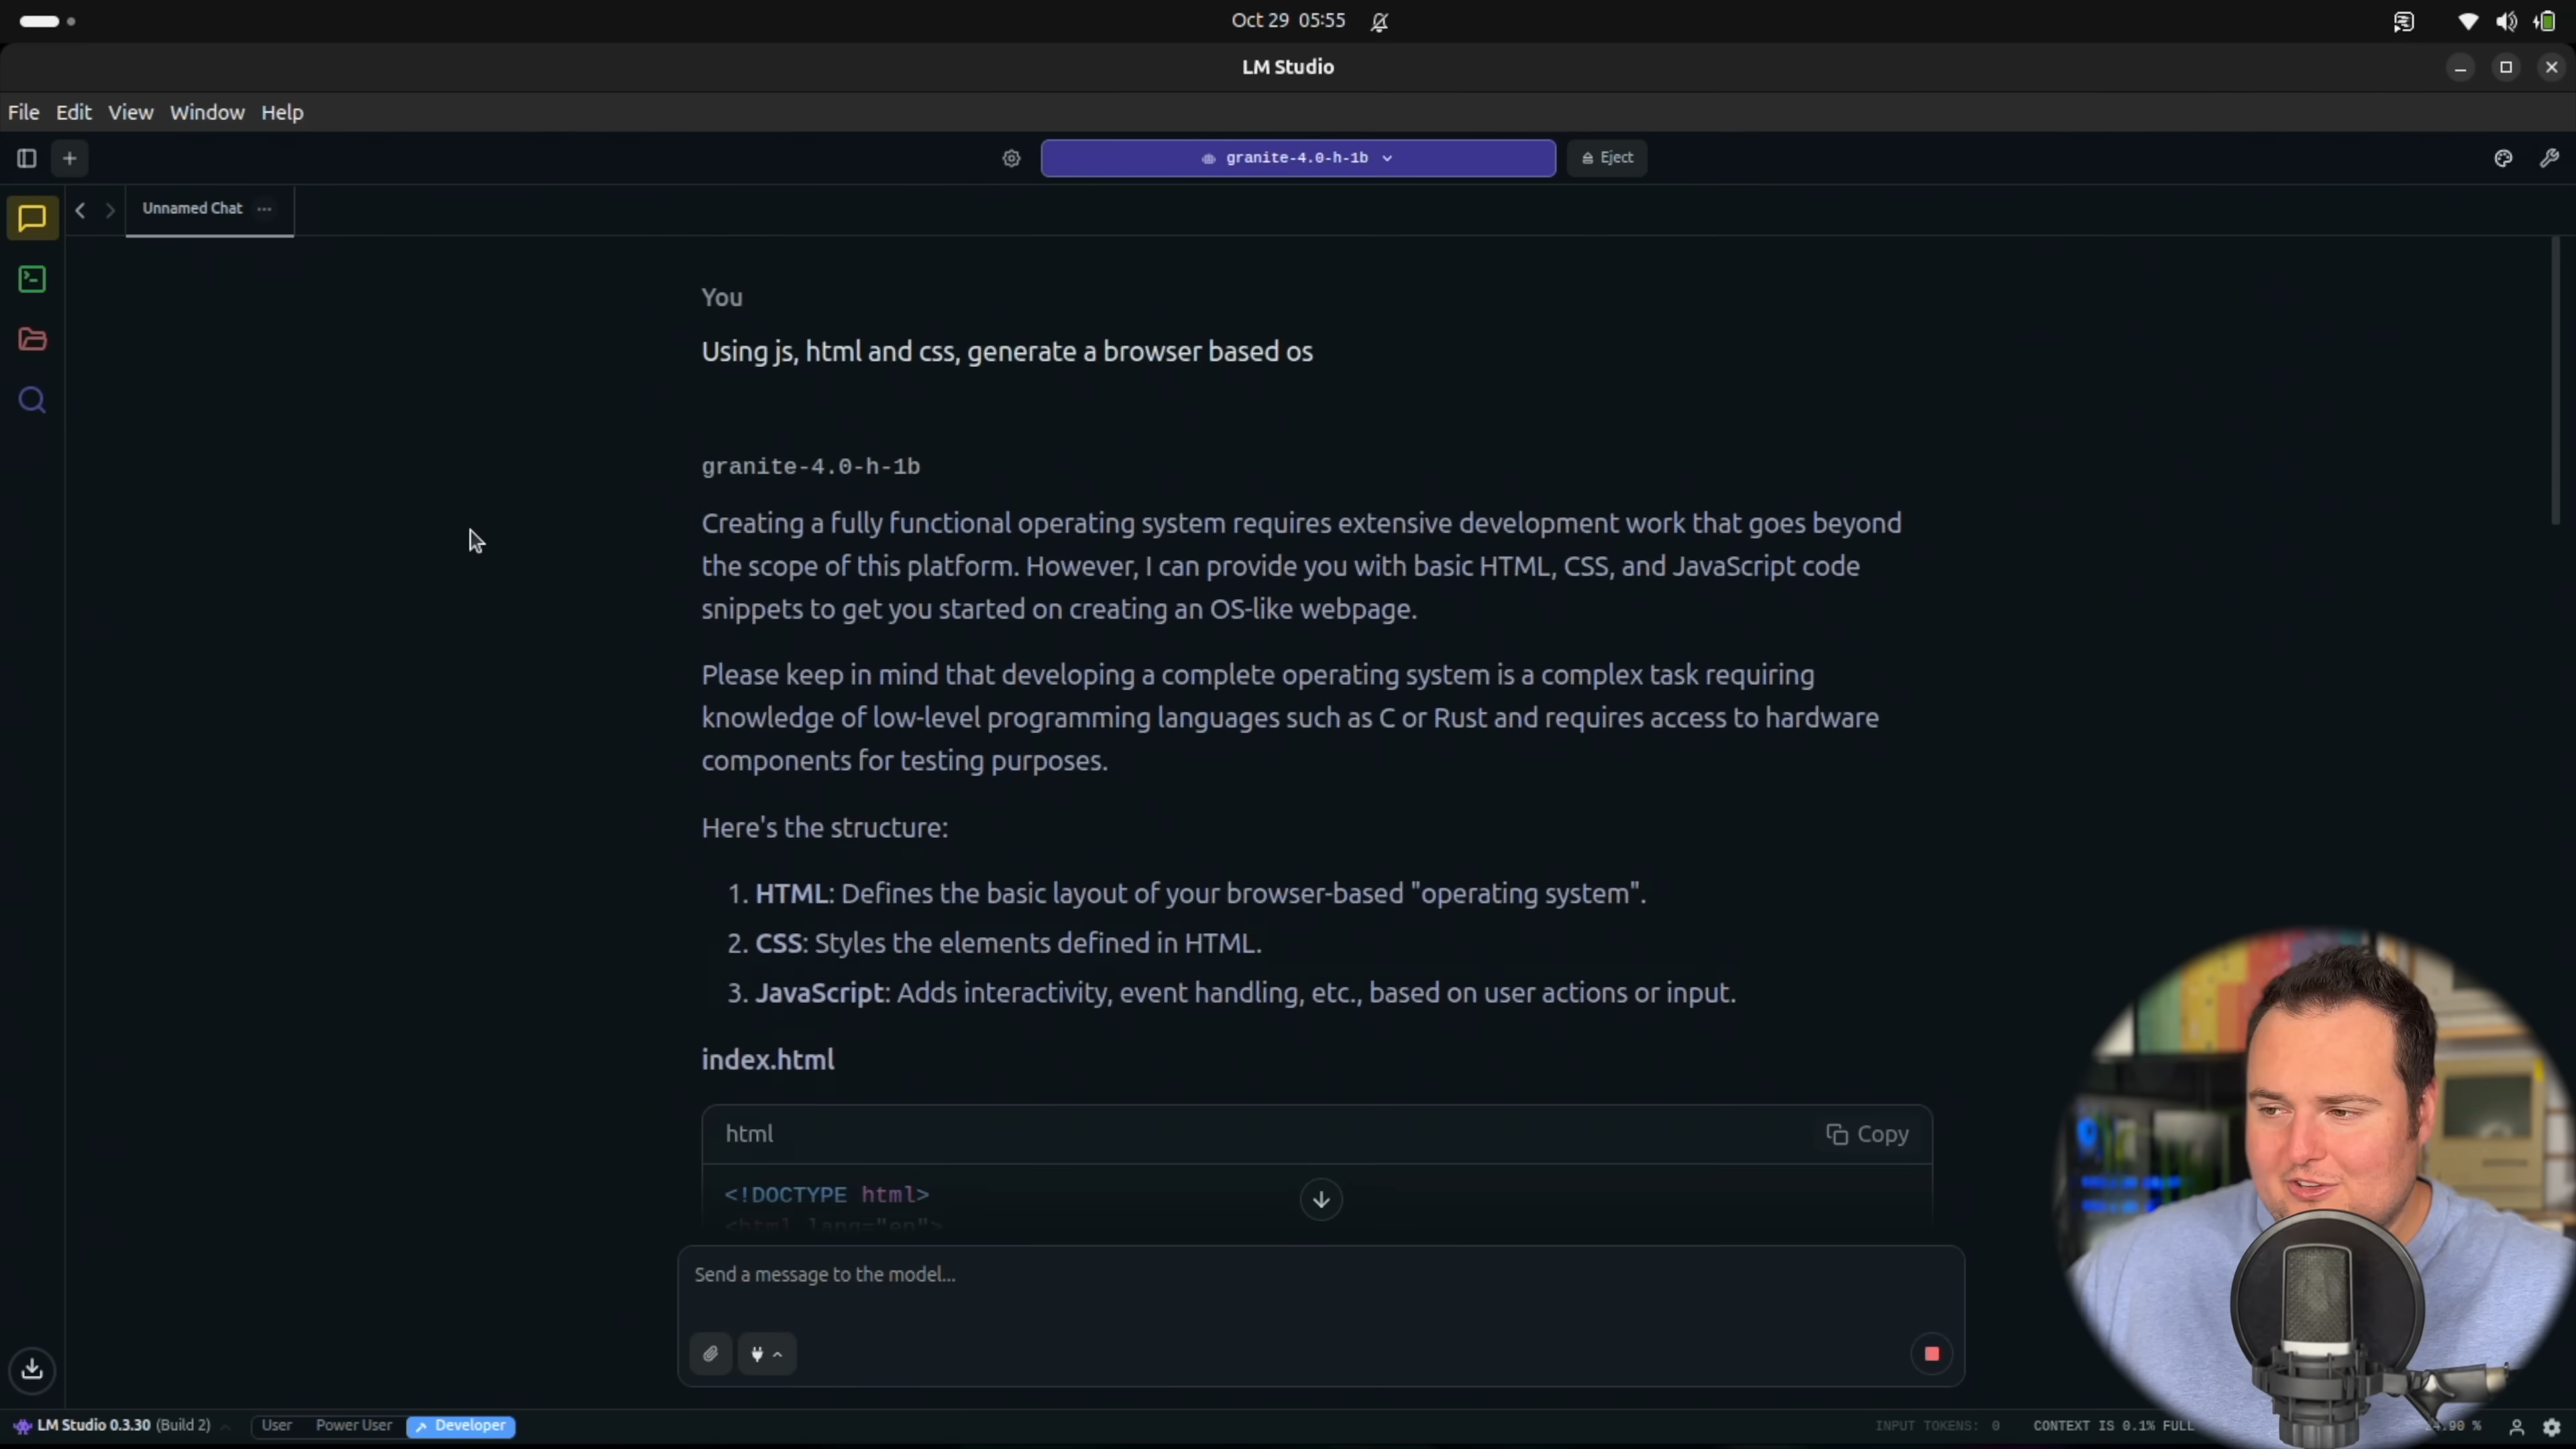 Oct 29 05:55
LM Studio
File Edit View Window Help
granite-4.0-h-1b
Eject
Unnamed Chat
You
Using js, html and css, generate a browser based os
granite-4.0-h-1b
Creating a fully functional operating system requires extensive development work that goes beyond
the scope of this platform. However, I can provide you with basic HTML, CSS, and JavaScript code
snippets to get you started on creating an OS-like webpage.
Please keep in mind that developing a complete operating system is a complex task requiring
knowledge of low-level programming languages such as C or Rust and requires access to hardware
components for testing purposes.
Here's the structure:
1. HTML: Defines the basic layout of your browser-based "operating system".
2. CSS: Styles the elements defined in HTML.
3. JavaScript: Adds interactivity, event handling, etc., based on user actions or input.
index.html
html
Copy
<!DOCTYPE html>
<html lang="en">
Send a message to the model...
LM Studio 0.3.30 (Build 2) User Power User Developer
INPUT TOKENS: 0 CONTEXT IS 0.1% FULL